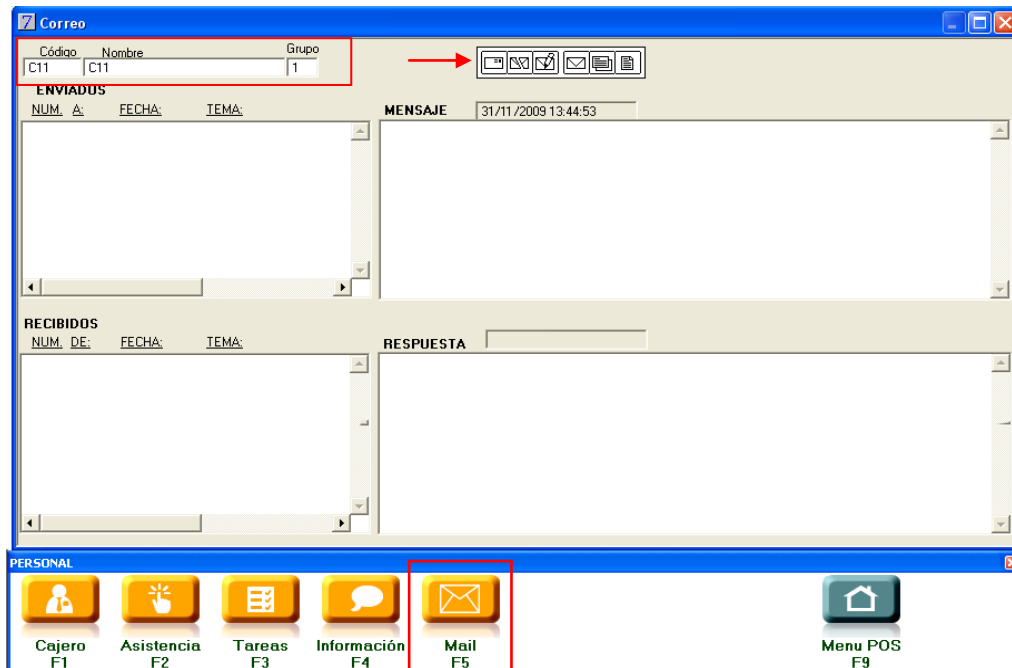 7 Correo
Código Nombre Grupo
C11 C11 1
ENVIADOS
NUM. A: FECHA: TEMA:
MENSAJE 31/11/2009 13:44:53
RECIBIDOS
NUM. DE: FECHA: TEMA:
RESPUESTA
PERSONAL
Cajero Asistencia Tareas Información Mail Menu POS
F1 F2 F3 F4 F5 F9